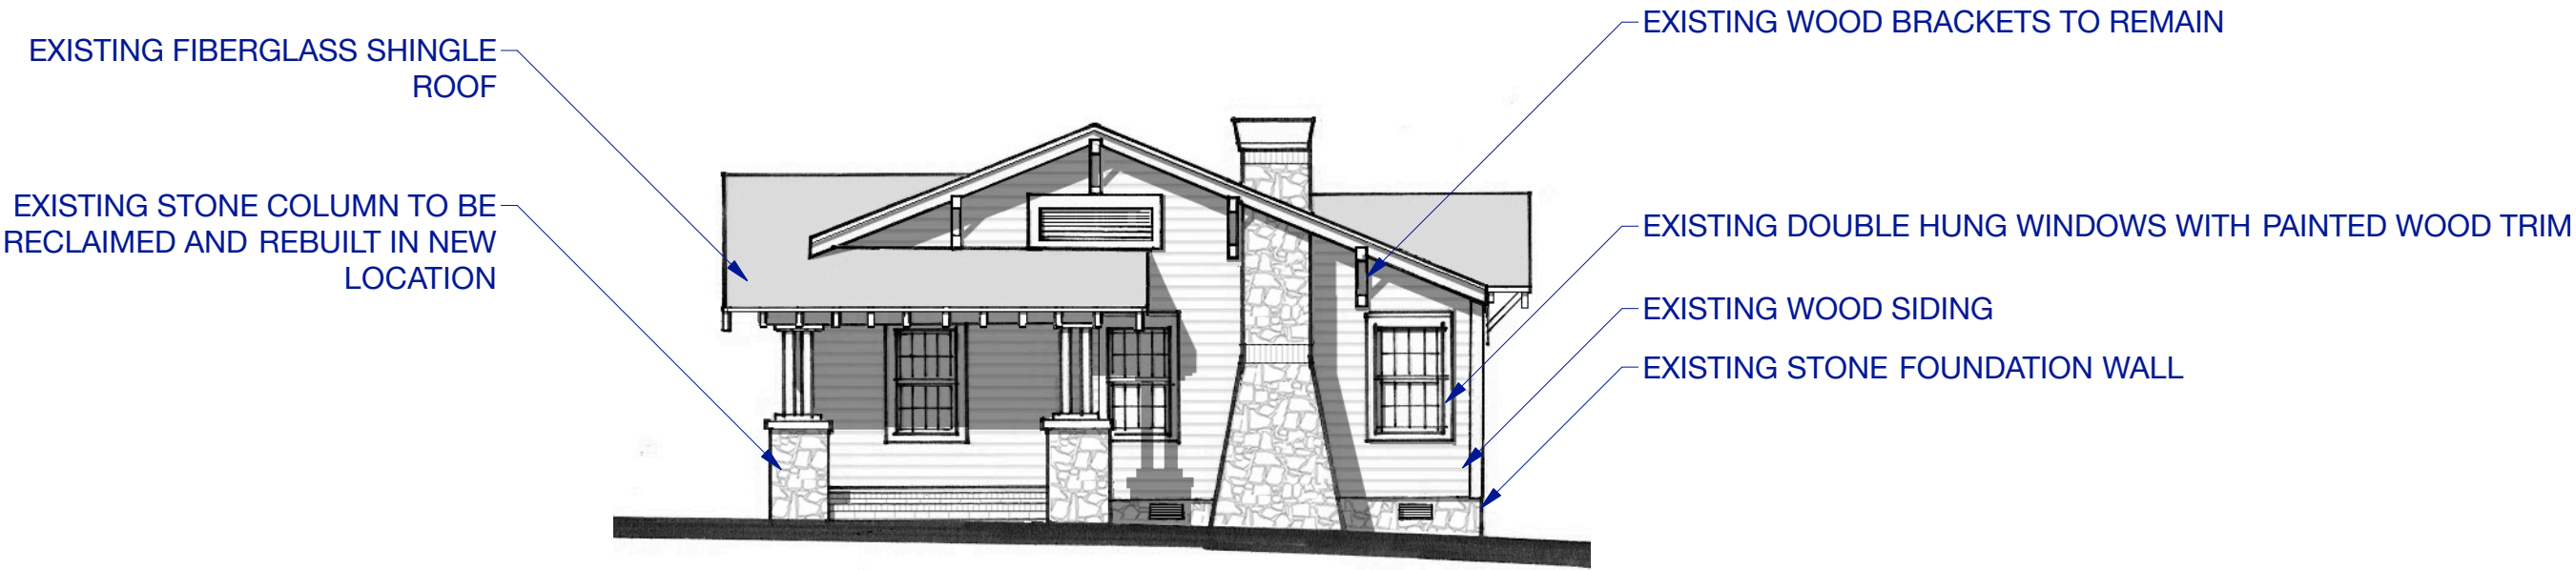 EXISTING FIBERGLASS SHINGLE
ROOF
EXISTING STONE COLUMN TO BE
RECLAIMED AND REBUILT IN NEW
LOCATION
EXISTING WOOD BRACKETS TO REMAIN
EXISTING DOUBLE HUNG WINDOWS WITH PAINTED WOOD TRIM
EXISTING WOOD SIDING
EXISTING STONE FOUNDATION WALL